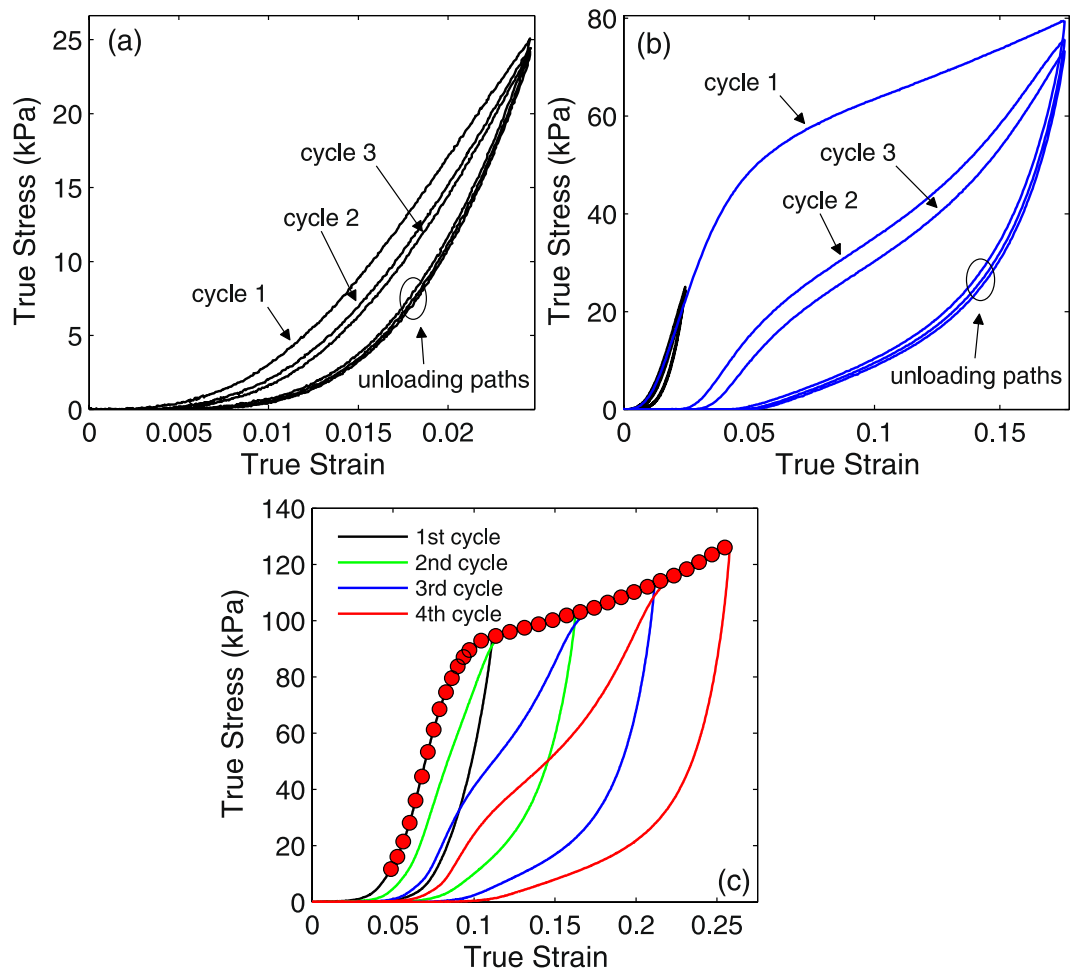 (a)
25
20
15
10
5
0
True Stress (kPa)
cycle 1
cycle 2
cycle 3
unloading paths
0 0.005 0.01 0.015 0.02
True Strain
(b)
80
60
40
20
0
True Stress (kPa)
cycle 1
cycle 3
cycle 2
unloading paths
0 0.05 0.1 0.15
True Strain
140
120
100
80
60
40
20
0
True Stress (kPa)
1st cycle
2nd cycle
3rd cycle
4th cycle
(c)
0 0.05 0.1 0.15 0.2 0.25
True Strain